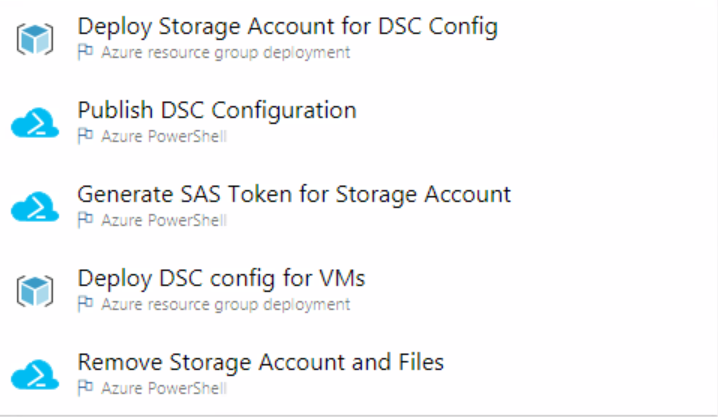 Deploy Storage Account for DSC Config
Azure resource group deployment
Publish DSC Configuration
Azure PowerShell
Generate SAS Token for Storage Account
Azure PowerShell
Deploy DSC config for VMs
Azure resource group deployment
Remove Storage Account and Files
Azure PowerShell